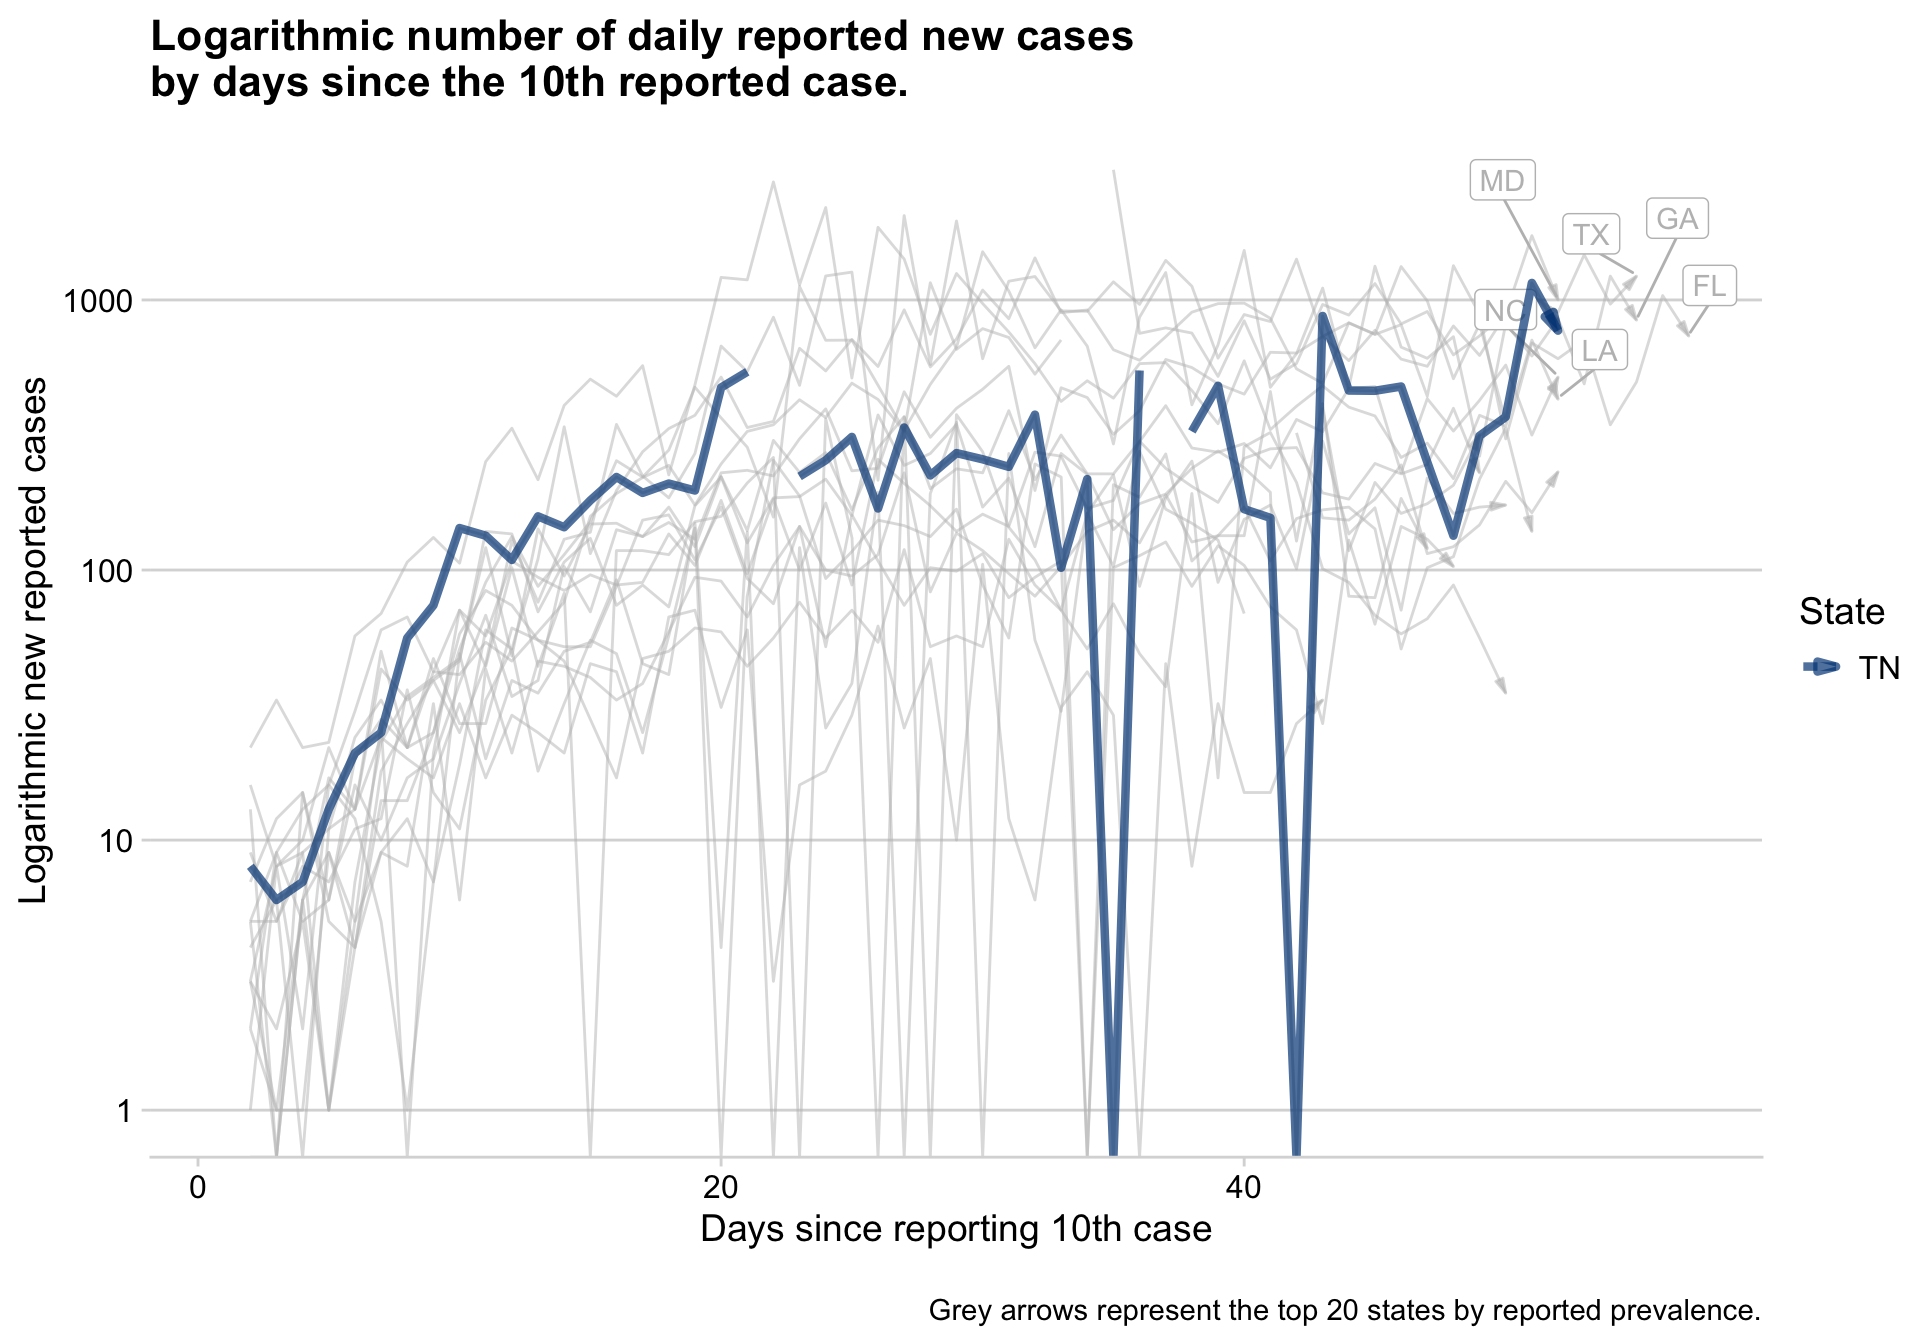 Logarithmic number of daily reported new cases
by days since the 10th reported case.
Logarithmic new reported cases
1000
100
10
1
MD
TX
GA
FL
NC
LA
State
TN
0
20
40
Days since reporting 10th case
Grey arrows represent the top 20 states by reported prevalence.